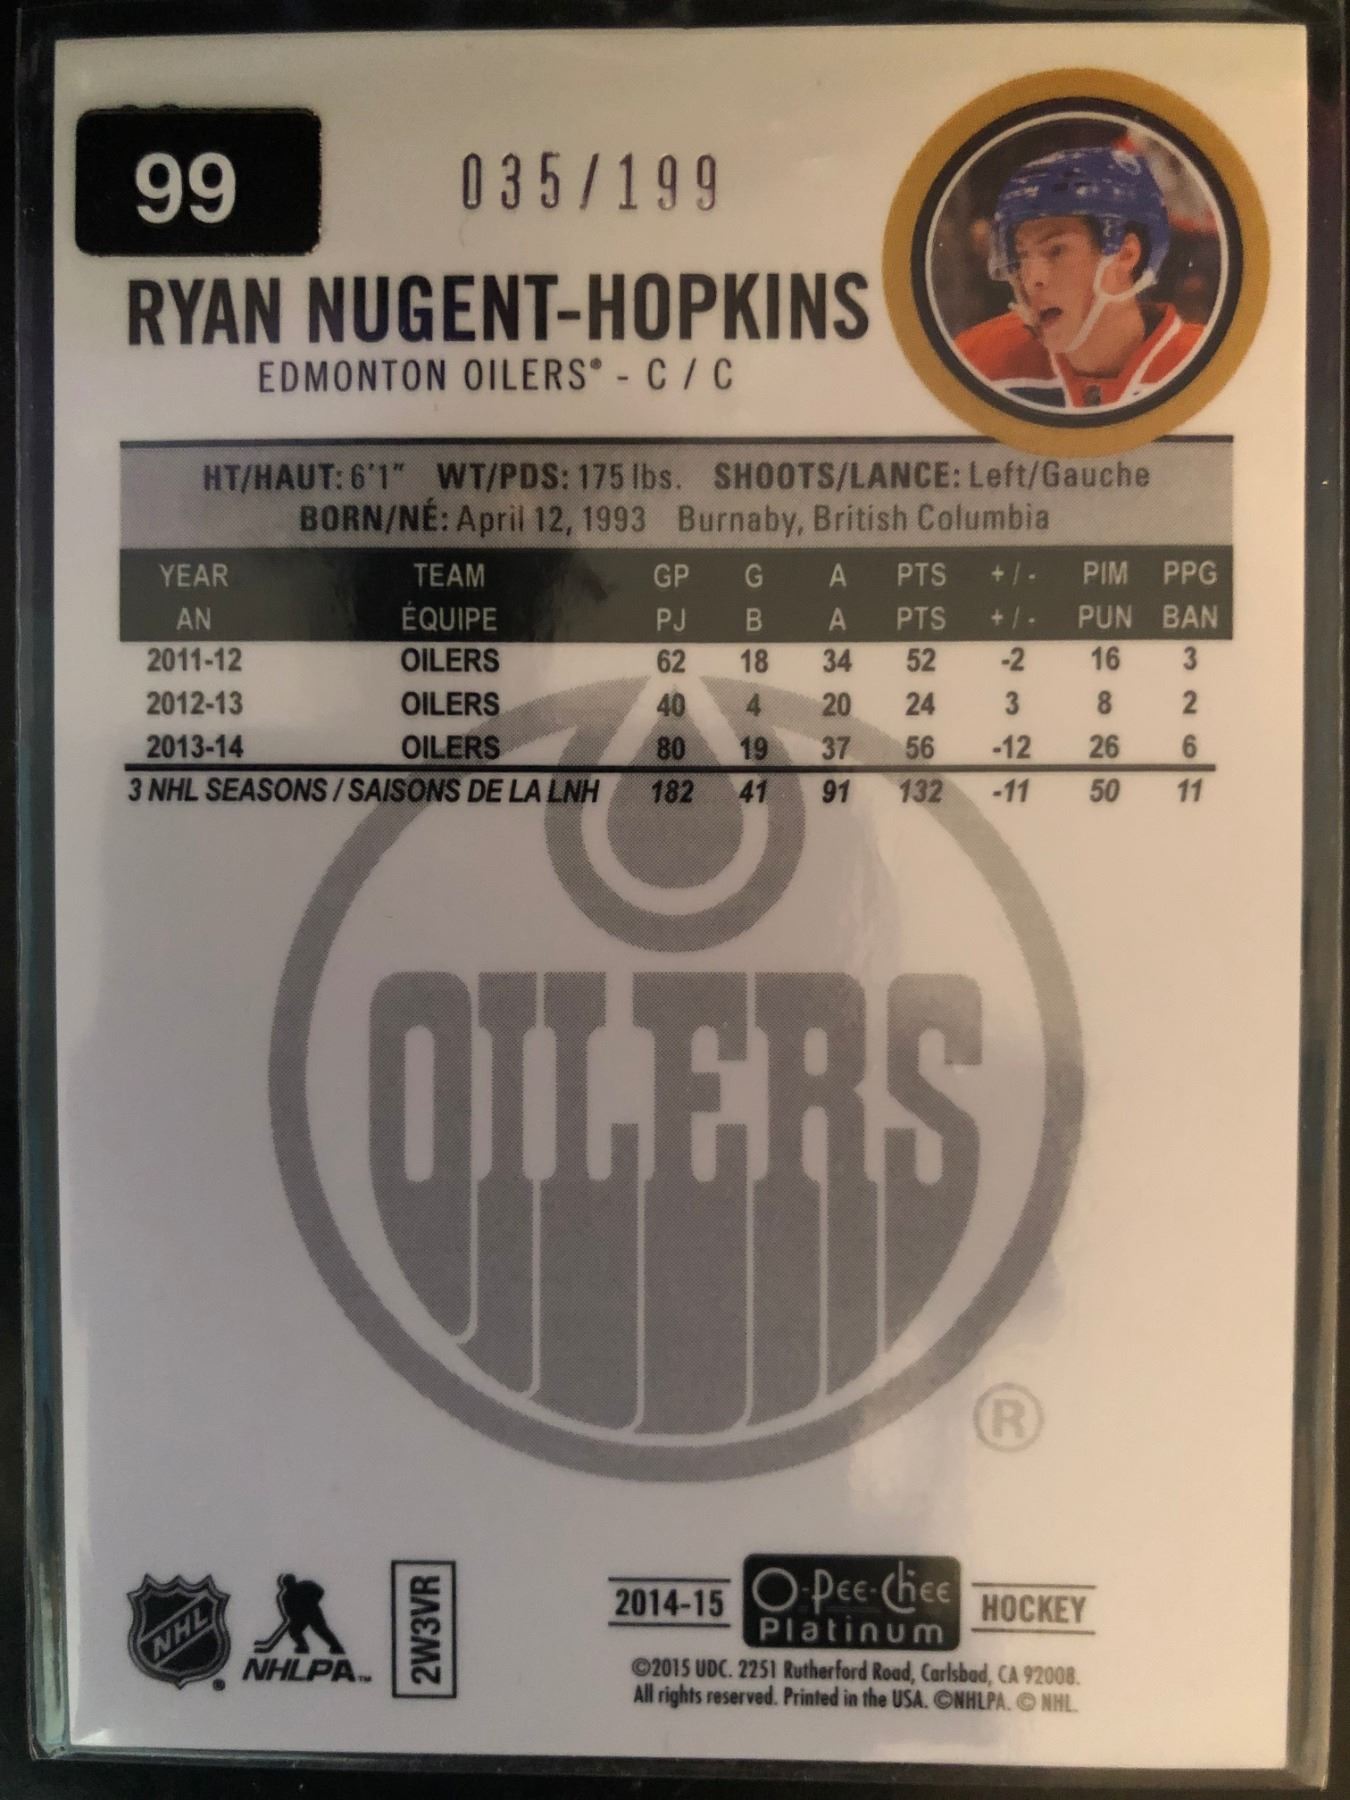 99
035/199
RYAN NUGENT-HOPKINS
EDMONTON OILERS® - C / C
HT/HAUT: 6'1" WT/PDS: 175 lbs. SHOOTS/LANCE: Left/Gauche
BORN/NÉ: April 12, 1993 Burnaby, British Columbia
YEAR TEAM GP G A PTS +/- PIM PPG
AN ÉQUIPE PJ B A PTS +/- PUN BAN
2011-12 OILERS 62 18 34 52 -2 16 3
2012-13 OILERS 40 4 20 24 3 8 2
2013-14 OILERS 80 19 37 56 -12 26 6
3 NHL SEASONS / SAISONS DE LA LNH 182 41 91 132 -11 50 11
OILERS
®
NHL ®
NHLPA™
2W3VR
2014-15 O-Pee-Chee Platinum HOCKEY
©2015 UDC. 2251 Rutherford Road, Carlsbad, CA 92008.
All rights reserved. Printed in the USA. ©NHLPA. © NHL.